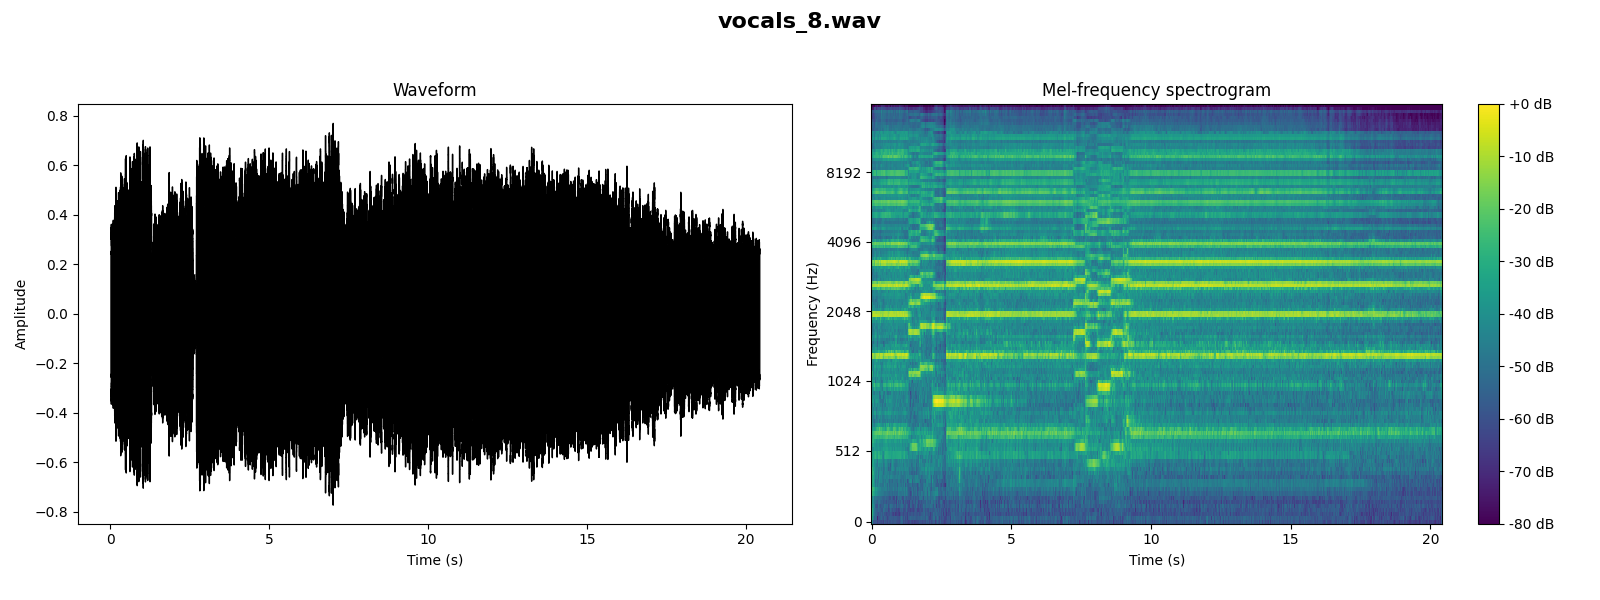 vocals_8.wav
Waveform
Amplitude
0.8
0.6
0.4
0.2
0.0
−0.2
−0.4
−0.6
−0.8
0 5 10 15 20
Time (s)
Mel-frequency spectrogram
Frequency (Hz)
8192
4096
2048
1024
512
0
0 5 10 15 20
Time (s)
+0 dB
-10 dB
-20 dB
-30 dB
-40 dB
-50 dB
-60 dB
-70 dB
-80 dB